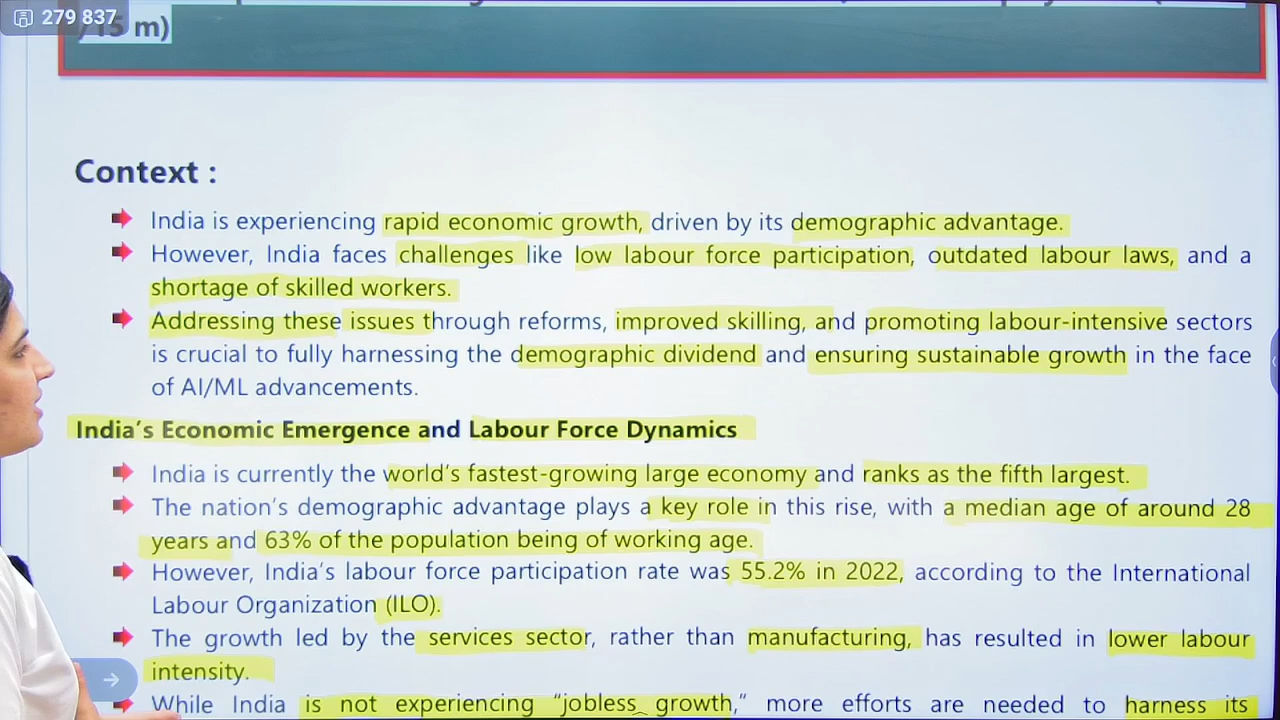 279 837
/15 m)
Context :
India is experiencing rapid economic growth, driven by its demographic advantage.
However, India faces challenges like low labour force participation, outdated labour laws, and a
shortage of skilled workers.
Addressing these issues through reforms, improved skilling, and promoting labour-intensive sectors
is crucial to fully harnessing the demographic dividend and ensuring sustainable growth in the face
of AI/ML advancements.
India's Economic Emergence and Labour Force Dynamics
India is currently the world's fastest-growing large economy and ranks as the fifth largest.
The nation's demographic advantage plays a key role in this rise, with a median age of around 28
years and 63% of the population being of working age.
However, India's labour force participation rate was 55.2% in 2022, according to the International
Labour Organization (ILO).
The growth led by the services sector, rather than manufacturing, has resulted in lower labour
intensity.
While India is not experiencing "jobless growth," more efforts are needed to harness its